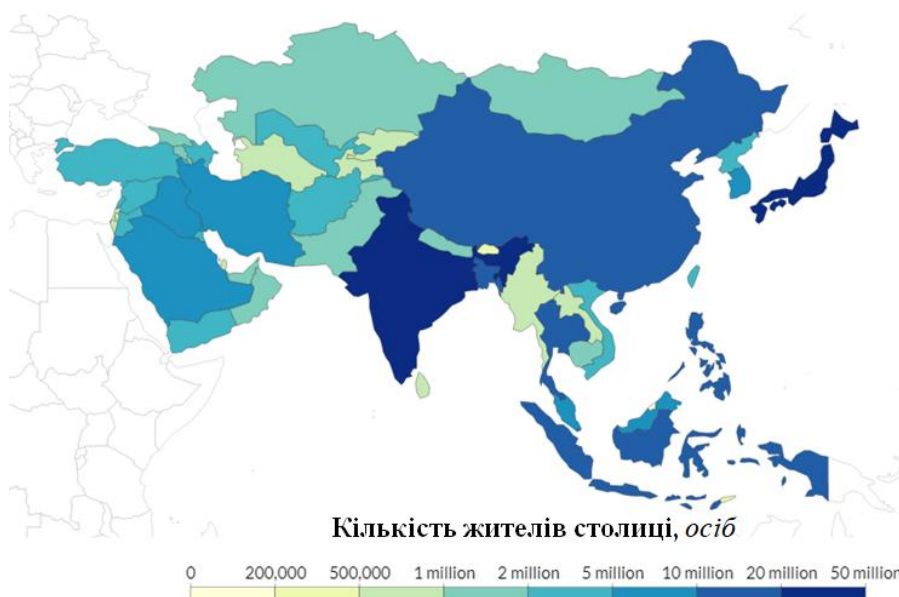 Кількість жителів столиці, осіб
0 200,000 500,000 1 million 2 million 5 million 10 million 20 million 50 million